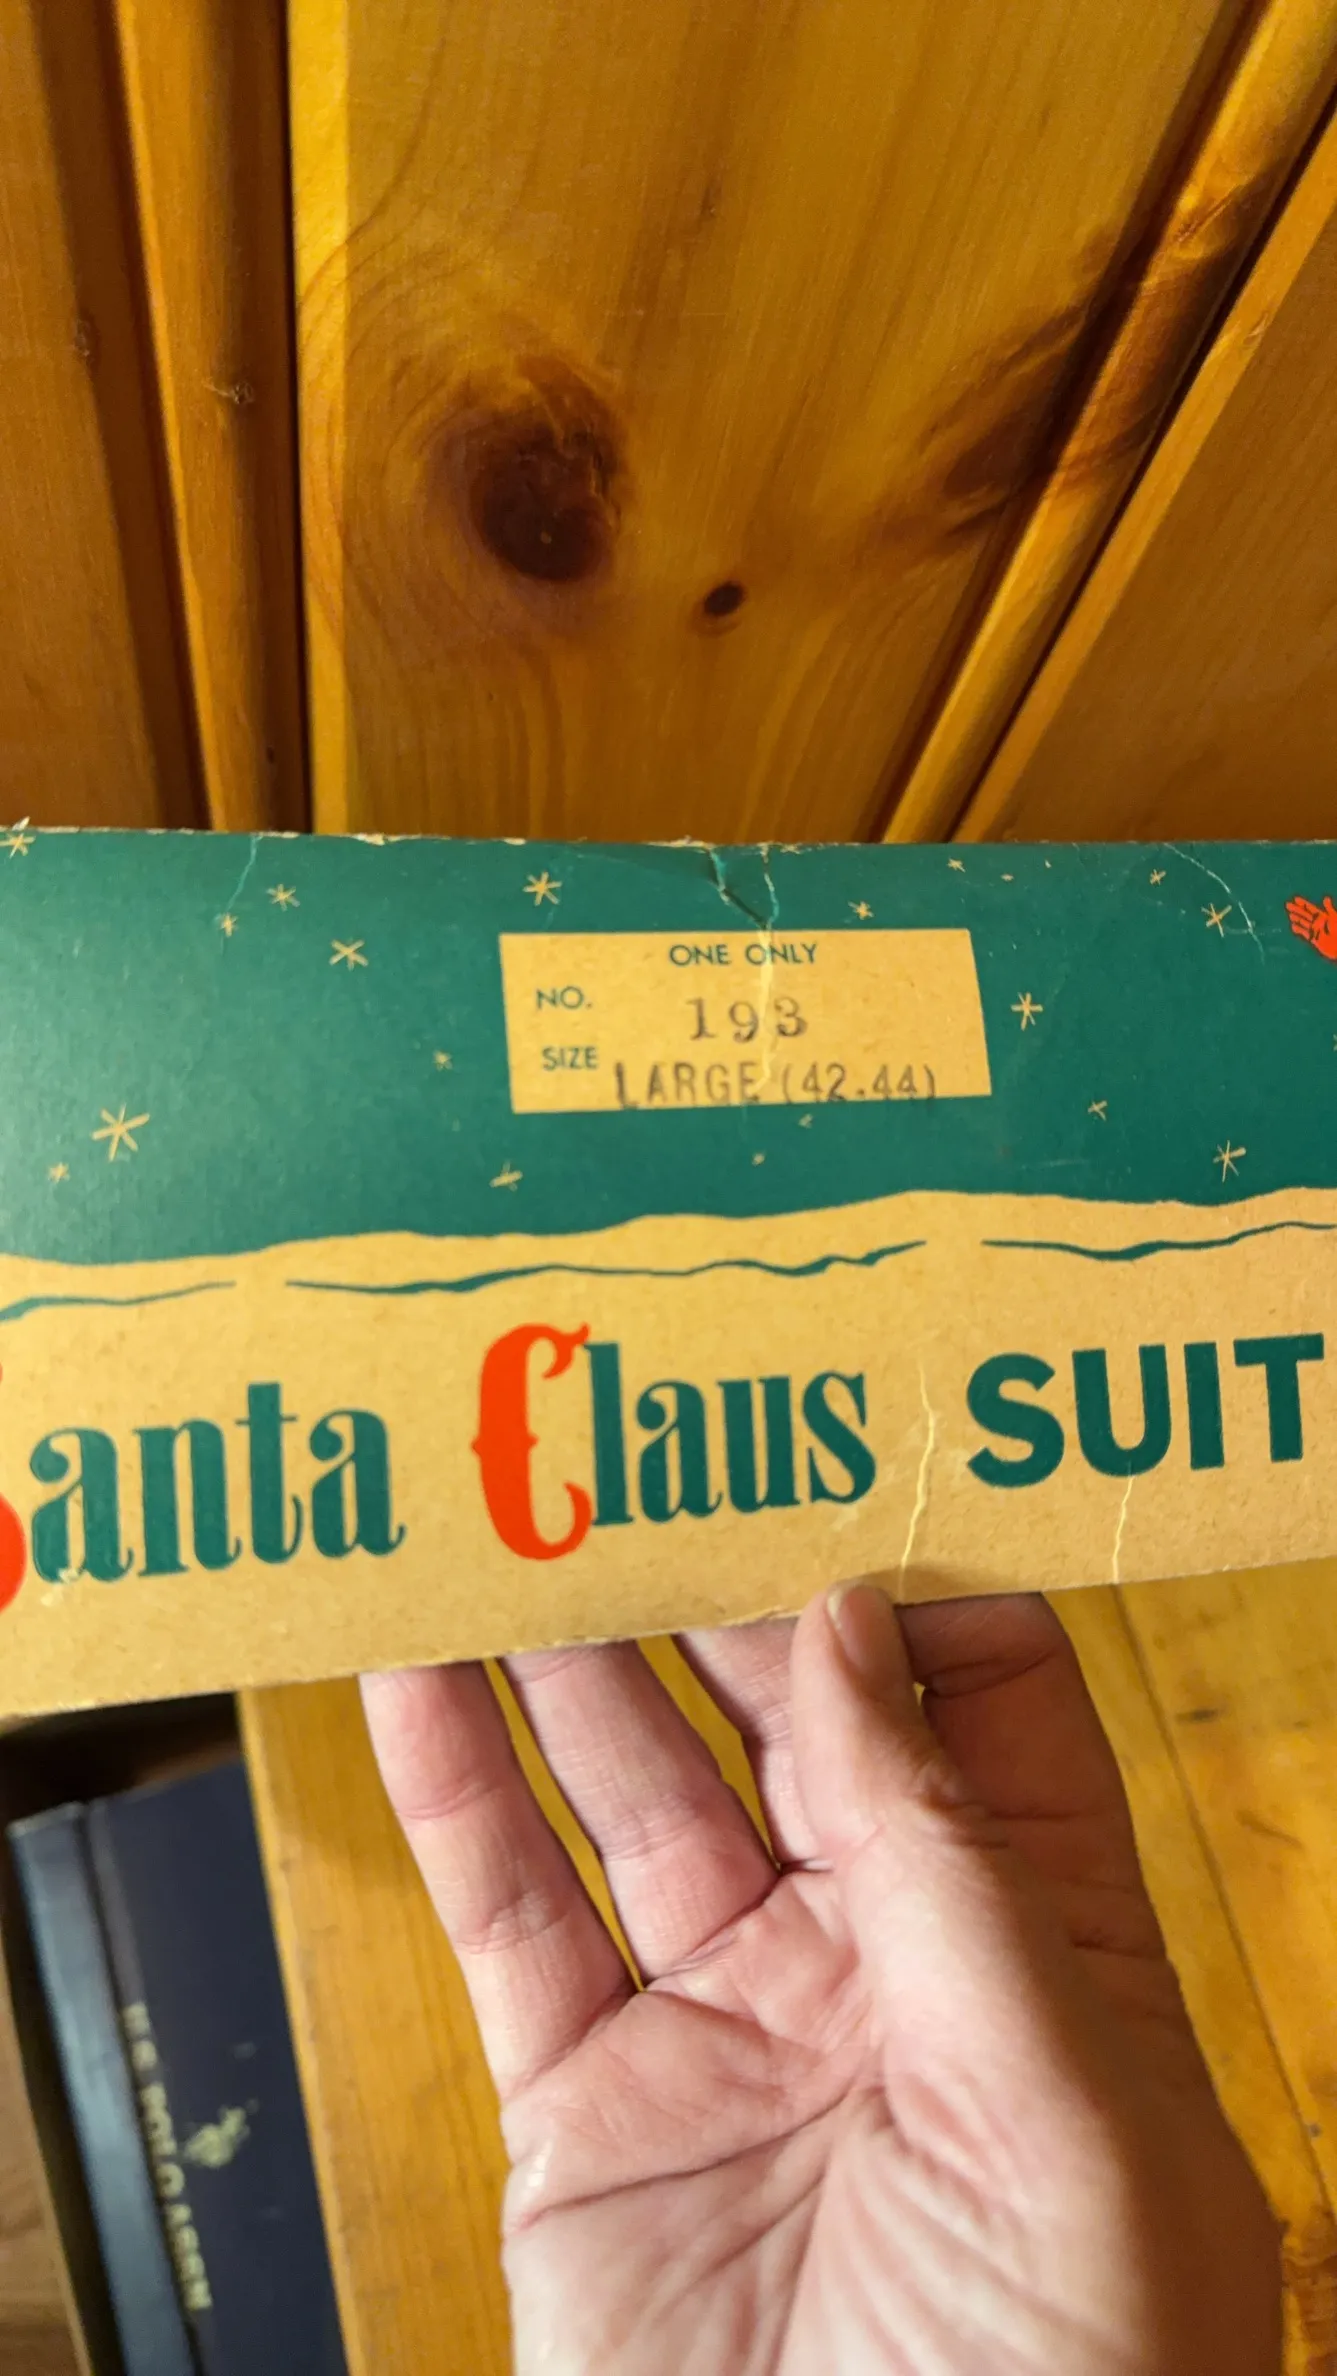 ONE ONLY
NO. 193
SIZE LARGE (42.44)
Santa Claus SUIT